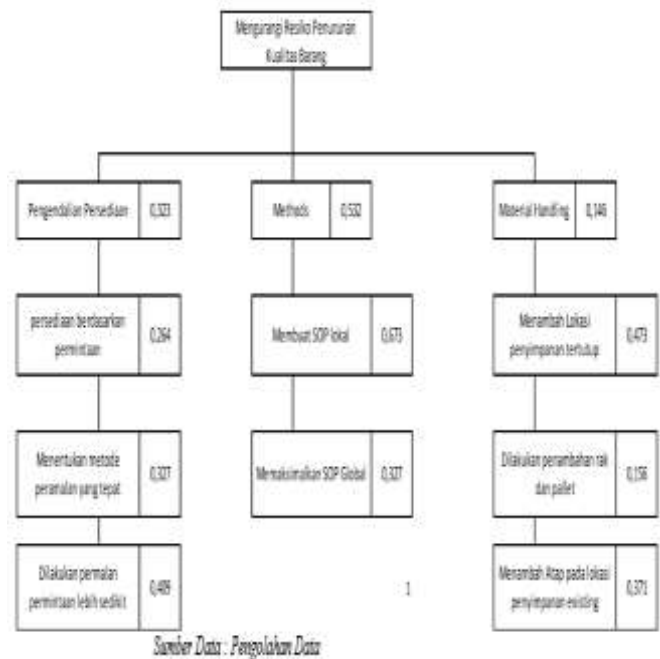 Mengurangi Resiko Penurunan
Kualitas Barang
Pengendalian Persediaan 0,323
Methods 0,532
Material Handling 0,146
persediaan berdasarkan
permintaan
0,264
Membuat SOP lokal 0,673
Menambah Lokasi
penyimpanan tertutup
0,473
Menentukan metode
peramalan yang tepat
0,327
Memaksimalkan SOP Global 0,327
Dilakukan penambahan rak
dan pallet
0,156
Dilakukan permalan
permintaan lebih sedikit
0,409
1
Menambah Atap pada lokasi
penyimpanan existing
0,371
Sumber Data : Pengolahan Data